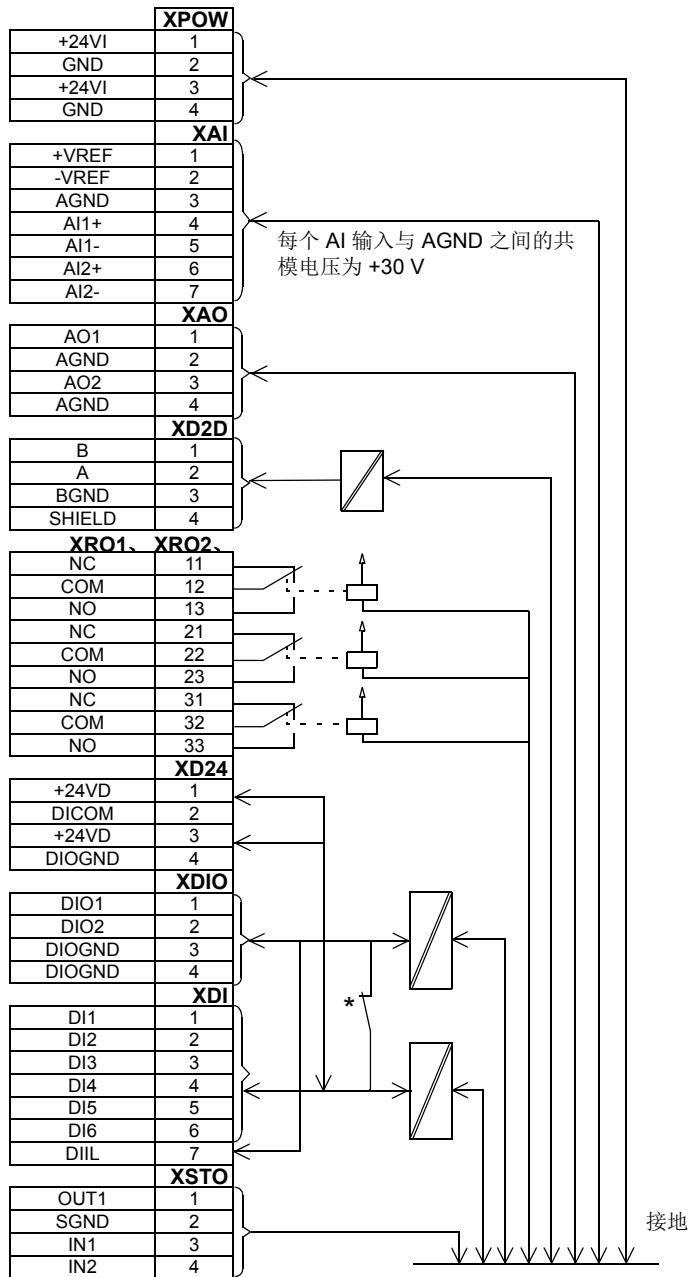 XPOW
+24VI 1
GND 2
+24VI 3
GND 4
XAI
+VREF 1
-VREF 2
AGND 3
AI1+ 4
AI1- 5
AI2+ 6
AI2- 7
每个 AI 输入与 AGND 之间的共
模电压为 +30 V
XAO
AO1 1
AGND 2
AO2 3
AGND 4
XD2D
B 1
A 2
BGND 3
SHIELD 4
XRO1、 XRO2、
NC 11
COM 12
NO 13
NC 21
COM 22
NO 23
NC 31
COM 32
NO 33
XD24
+24VD 1
DICOM 2
+24VD 3
DIOGND 4
XDIO
DIO1 1
DIO2 2
DIOGND 3
DIOGND 4
XDI
*
DI1 1
DI2 2
DI3 3
DI4 4
DI5 5
DI6 6
DIIL 7
XSTO
OUT1 1
SGND 2
IN1 3
IN2 4
接地